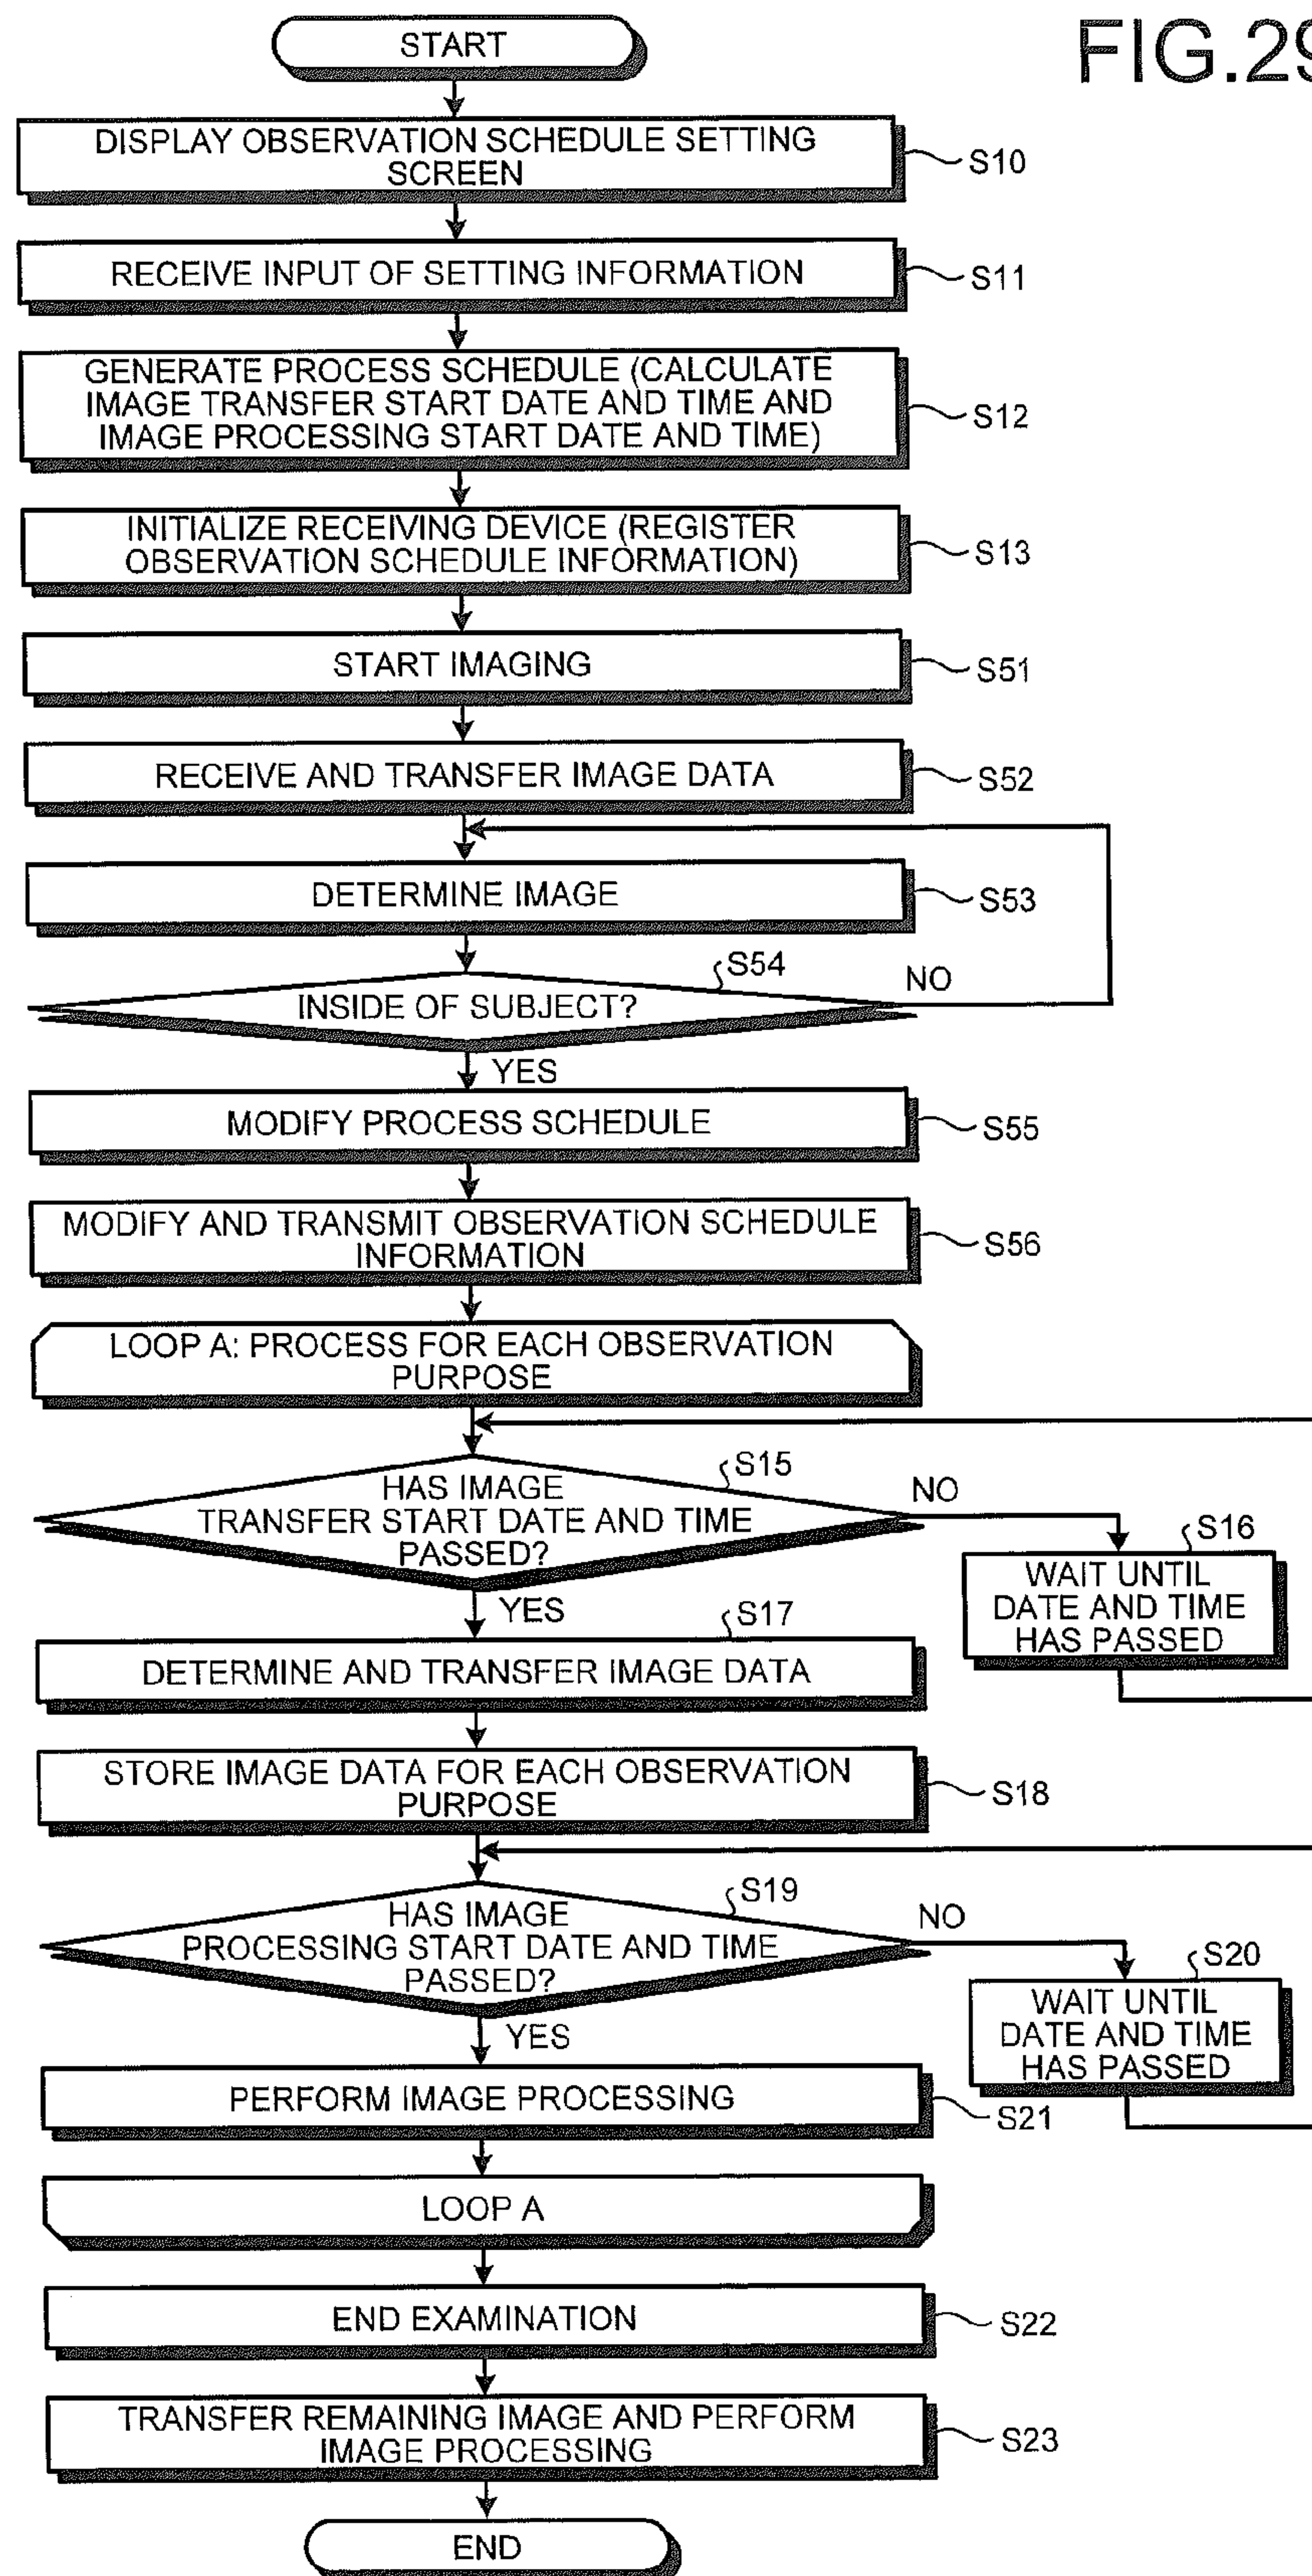 FIG.29
START
DISPLAY OBSERVATION SCHEDULE SETTING
SCREEN
S10
RECEIVE INPUT OF SETTING INFORMATION
S11
GENERATE PROCESS SCHEDULE (CALCULATE
IMAGE TRANSFER START DATE AND TIME AND
IMAGE PROCESSING START DATE AND TIME)
S12
INITIALIZE RECEIVING DEVICE (REGISTER
OBSERVATION SCHEDULE INFORMATION)
S13
START IMAGING
S51
RECEIVE AND TRANSFER IMAGE DATA
S52
DETERMINE IMAGE
S53
S54
INSIDE OF SUBJECT?
NO
YES
MODIFY PROCESS SCHEDULE
S55
MODIFY AND TRANSMIT OBSERVATION SCHEDULE
INFORMATION
S56
LOOP A: PROCESS FOR EACH OBSERVATION
PURPOSE
S15
HAS IMAGE
TRANSFER START DATE AND TIME
PASSED?
NO
S16
WAIT UNTIL
DATE AND TIME
HAS PASSED
YES
S17
DETERMINE AND TRANSFER IMAGE DATA
STORE IMAGE DATA FOR EACH OBSERVATION
PURPOSE
S18
S19
HAS IMAGE
PROCESSING START DATE AND TIME
PASSED?
NO
S20
WAIT UNTIL
DATE AND TIME
HAS PASSED
YES
PERFORM IMAGE PROCESSING
S21
LOOP A
END EXAMINATION
S22
TRANSFER REMAINING IMAGE AND PERFORM
IMAGE PROCESSING
S23
END